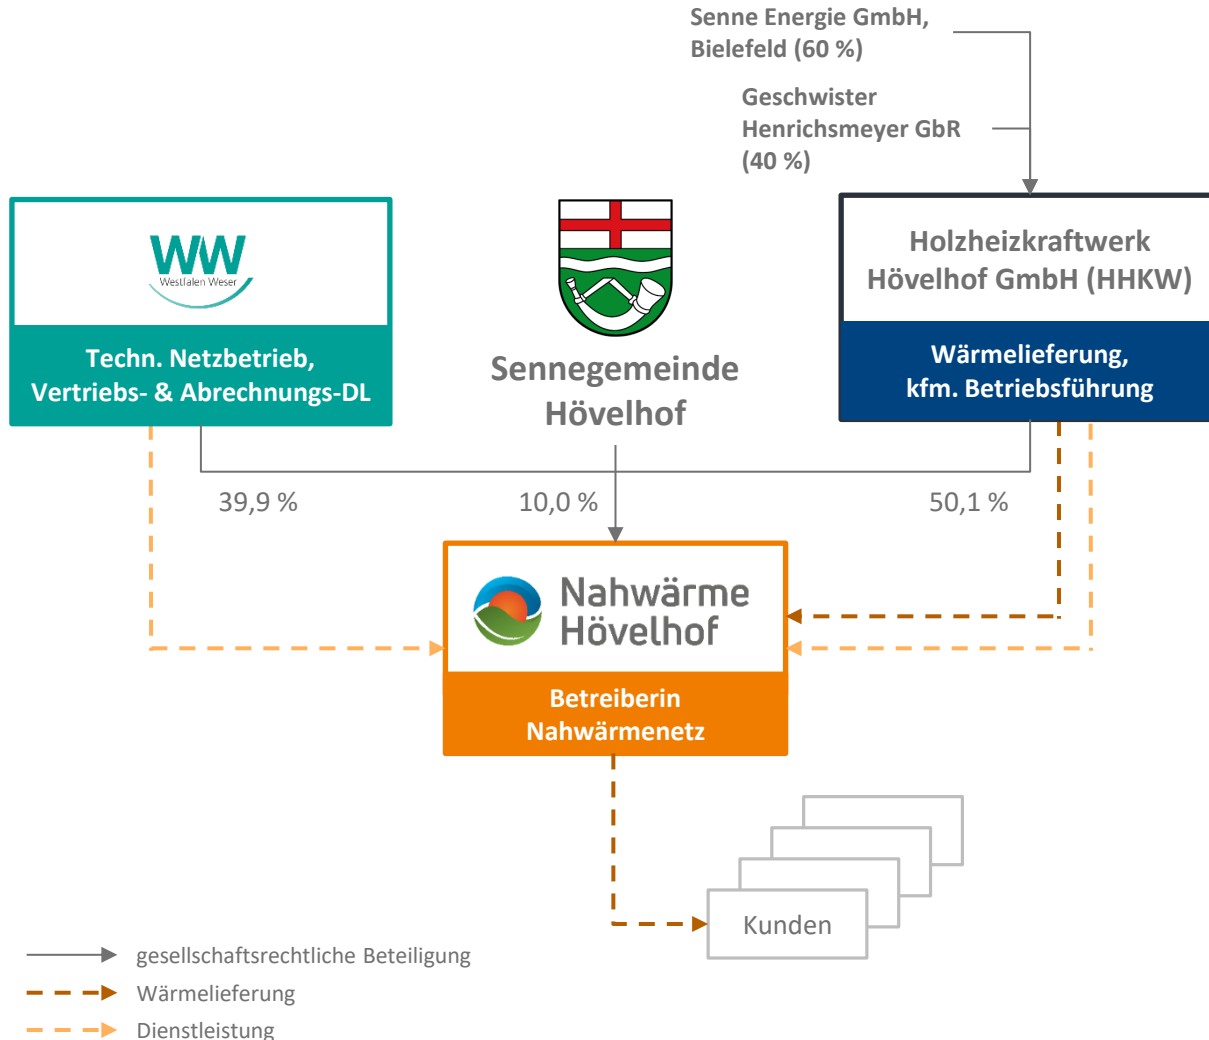 Senne Energie GmbH,
Bielefeld (60 %)
Geschwister
Henrichsmeyer GbR
(40 %)
WW
Westfalen Weser
Techn. Netzbetrieb,
Vertriebs- & Abrechnungs-DL
Sennegemeinde
Hövelhof
Holzheizkraftwerk
Hövelhof GmbH (HHKW)
Wärmelieferung,
kfm. Betriebsführung
39,9 %
10,0 %
50,1 %
Nahwärme
Hövelhof
Betreiberin
Nahwärmenetz
Kunden
gesellschaftsrechtliche Beteiligung
Wärmelieferung
Dienstleistung